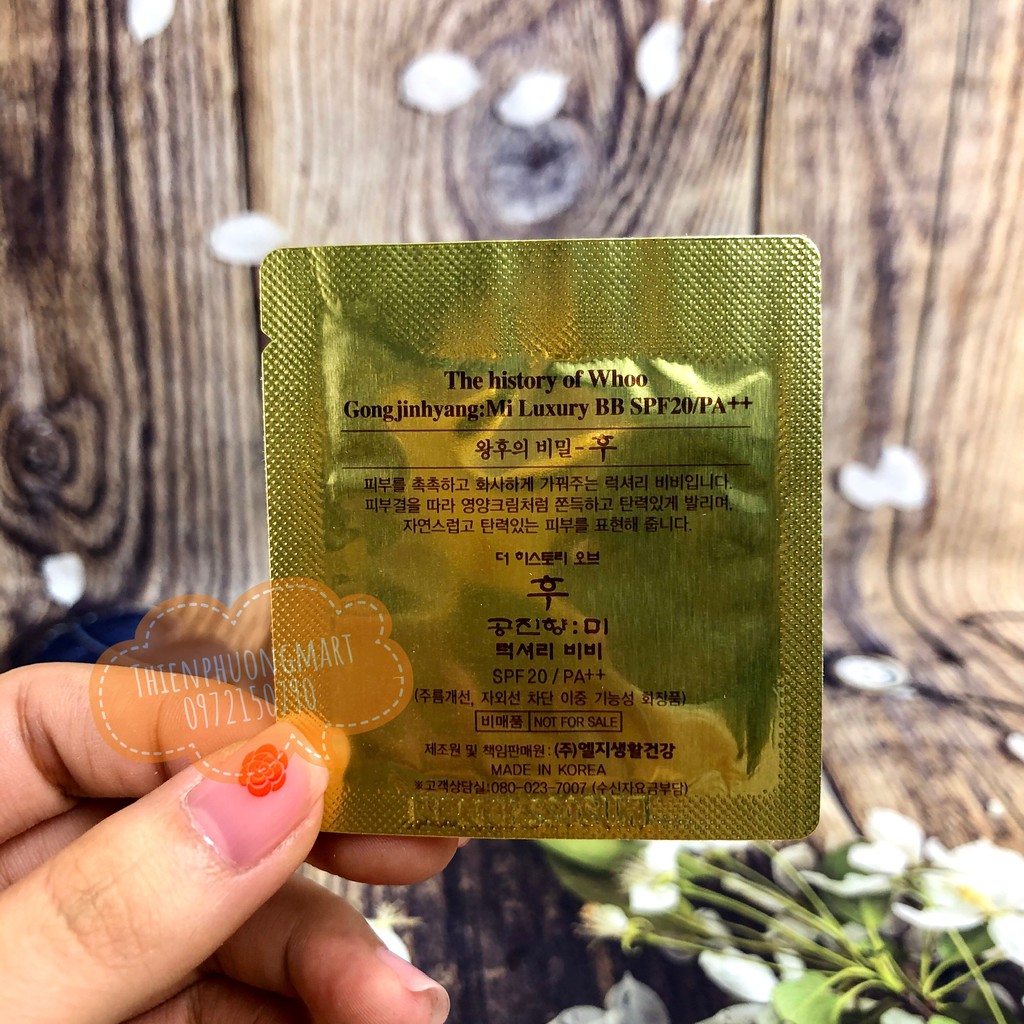 The history of Whoo
Gongjinhyang:Mi Luxury BB SPF20/PA++
왕후의 비밀-후
피부를 촉촉하고 화사하게 가꿔주는 럭셔리 비비입니다.
피부결을 따라 영양크림처럼 쫀득하고 탄력있게 발리며,
자연스럽고 탄력있는 피부를 표현해 줍니다.
더 히스토리 오브
후
공진향:미
럭셔리 비비
SPF20/PA++
(주름개선, 자외선 차단 이중 기능성 화장품)
비매품 NOT FOR SALE
제조원 및 책임판매원 : (주)엘지생활건강
MADE IN KOREA
※고객상담실:080-023-7007 (수신자요금부담)
THIENPHUONGMART
0972150790